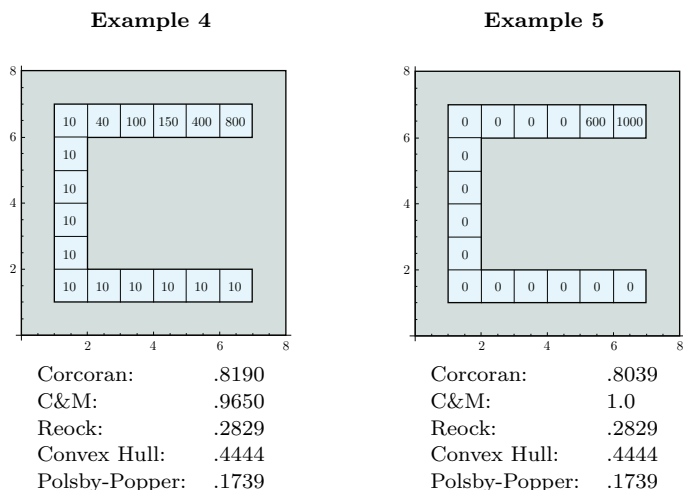 Example 4
8
6
4
2
10 40 100 150 400 800
10
10
10
10
10 10 10 10 10 10
2 4 6 8
Corcoran: .8190
C&M: .9650
Reock: .2829
Convex Hull: .4444
Polsby-Popper: .1739
Example 5
8
6
4
2
0 0 0 0 600 1000
0
0
0
0
0 0 0 0 0 0
2 4 6 8
Corcoran: .8039
C&M: 1.0
Reock: .2829
Convex Hull: .4444
Polsby-Popper: .1739